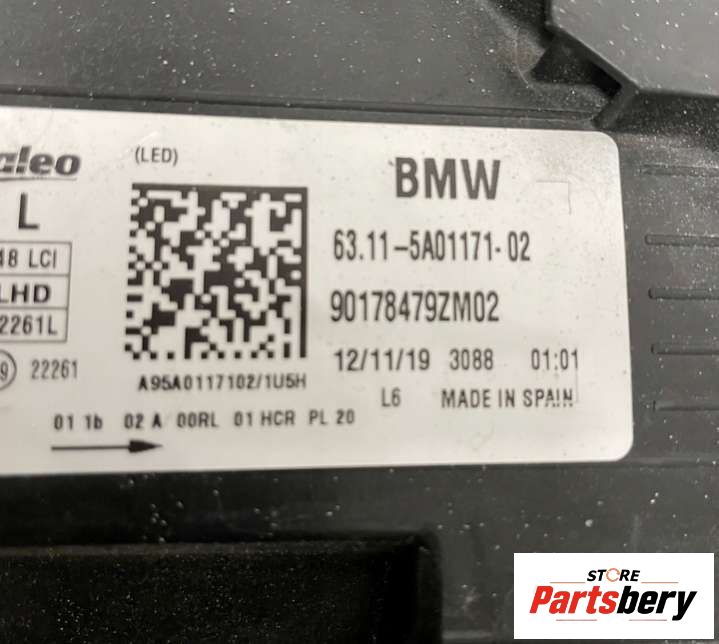 aleo
(LED)
BMW
L
63.11-5A01171-02
LCI
90178479ZM02
LHD
2261L
12/11/19 3088 01:01
22261
A95A0117102/1U5H
L6 MADE IN SPAIN
01 1b 02 A 00RL 01 HCR PL 20
STORE
Partsbery